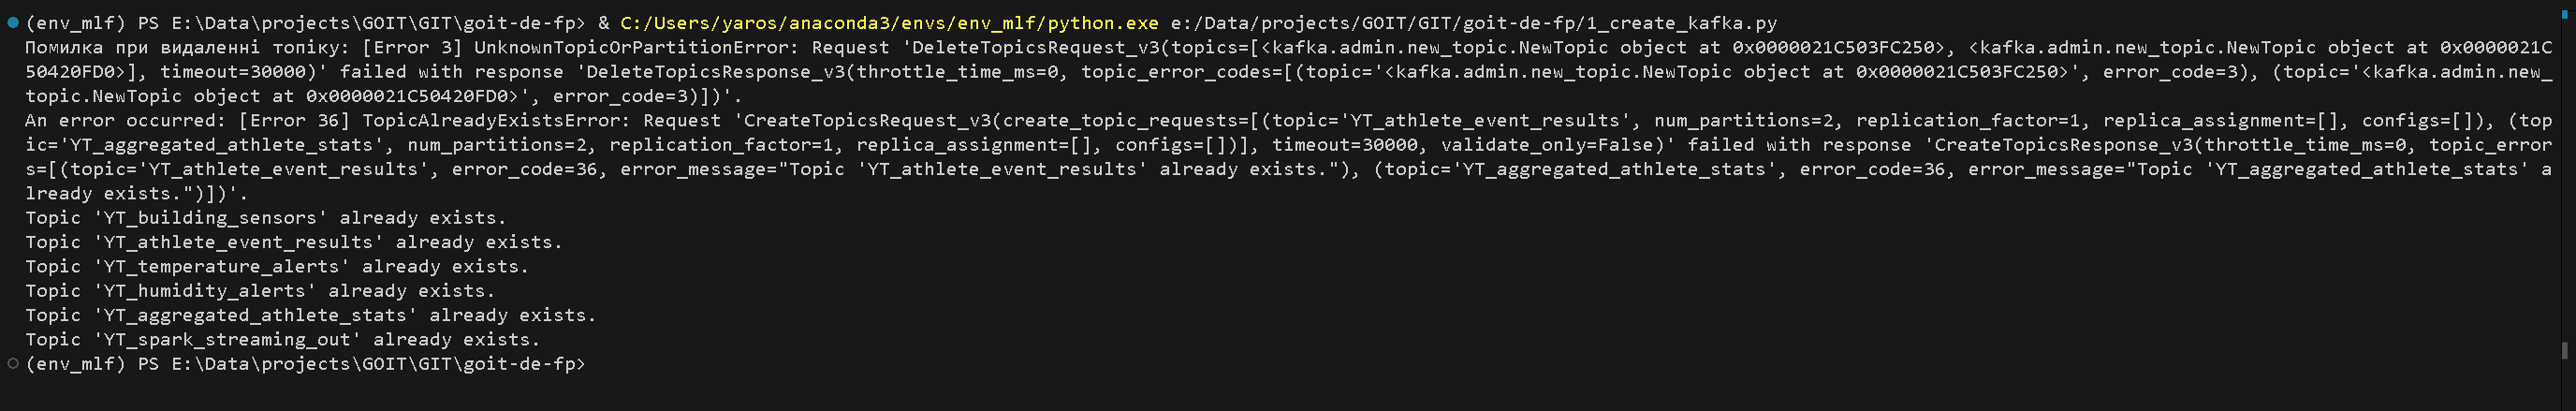 (env_mlf) PS E:\Data\projects\GOIT\GIT\goit-de-fp> & C:/Users/yaros/anaconda3/envs/env_mlf/python.exe e:/Data/projects/GOIT/GIT/goit-de-fp/1_create_kafka.py
Помилка при видаленні топіку: [Error 3] UnknownTopicOrPartitionError: Request 'DeleteTopicsRequest_v3(topics=[<kafka.admin.new_topic.NewTopic object at 0x0000021C503FC250>, <kafka.admin.new_topic.NewTopic object at 0x0000021C
50420FD0>], timeout=30000)' failed with response 'DeleteTopicsResponse_v3(throttle_time_ms=0, topic_error_codes=[(topic='<kafka.admin.new_topic.NewTopic object at 0x0000021C503FC250>', error_code=3), (topic='<kafka.admin.new_
topic.NewTopic object at 0x0000021C50420FD0>', error_code=3)])'.
An error occurred: [Error 36] TopicAlreadyExistsError: Request 'CreateTopicsRequest_v3(create_topic_requests=[(topic='YT_athlete_event_results', num_partitions=2, replication_factor=1, replica_assignment=[], configs=[]), (top
ic='YT_aggregated_athlete_stats', num_partitions=2, replication_factor=1, replica_assignment=[], configs=[])], timeout=30000, validate_only=False)' failed with response 'CreateTopicsResponse_v3(throttle_time_ms=0, topic_error
s=[(topic='YT_athlete_event_results', error_code=36, error_message="Topic 'YT_athlete_event_results' already exists."), (topic='YT_aggregated_athlete_stats', error_code=36, error_message="Topic 'YT_aggregated_athlete_stats' a
lready exists.")])'.
Topic 'YT_building_sensors' already exists.
Topic 'YT_athlete_event_results' already exists.
Topic 'YT_temperature_alerts' already exists.
Topic 'YT_humidity_alerts' already exists.
Topic 'YT_aggregated_athlete_stats' already exists.
Topic 'YT_spark_streaming_out' already exists.
(env_mlf) PS E:\Data\projects\GOIT\GIT\goit-de-fp>